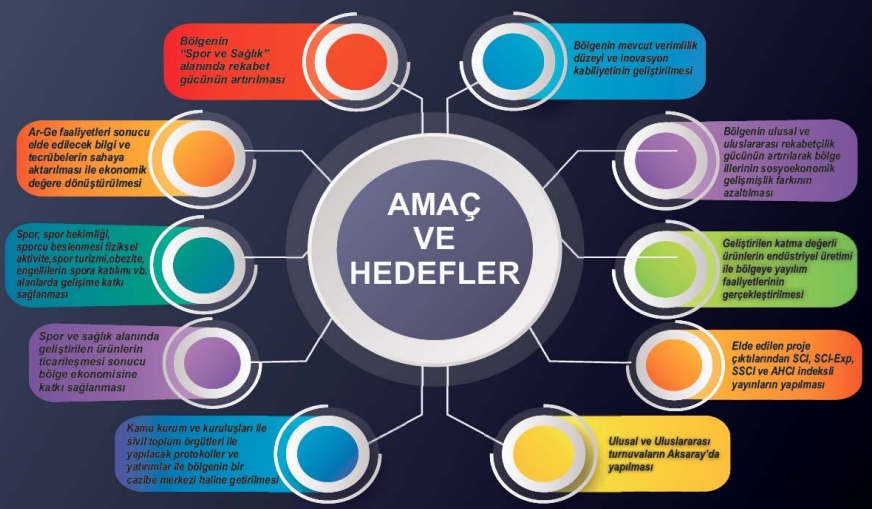 AMAÇ
VE
HEDEFLER
Bölgenin
"Spor ve Sağlık"
alanında rekabet
gücünün artırılması
Ar-Ge faaliyetleri sonucu
elde edilecek bilgi ve
tecrübelerin sahaya
aktarılması ile ekonomik
değere dönüştürülmesi
Spor, spor hekimliği,
sporcu beslenmesi fiziksel
aktivite,spor turizmi,obezite,
engellilerin spora katılımı vb.
alanlarda gelişime katkı
sağlanması
Spor ve sağlık alanında
geliştirilen ürünlerin
ticarileşmesi sonucu
bölge ekonomisine
katkı sağlanması
Kamu kurum ve kuruluşları ile
sivil toplum örgütleri ile
yapılacak protokoller ve
yatırımlar ile bölgenin bir
cazibe merkezi haline getirilmesi
Bölgenin mevcut verimlilik
düzeyi ve inovasyon
kabiliyetinin geliştirilmesi
Bölgenin ulusal ve
uluslararası rekabetçilik
gücünün artırılarak bölge
illerinin sosyoekonomik
gelişmişlik farkının
azaltılması
Geliştirilen katma değerli
ürünlerin endüstriyel üretimi
ile bölgeye yayılım
faaliyetlerinin
gerçekleştirilmesi
Elde edilen proje
çıktılarından SCI, SCI-Exp,
SSCI ve AHCI indeksli
yayınların yapılması
Ulusal ve Uluslararası
turnuvaların Aksaray'da
yapılması